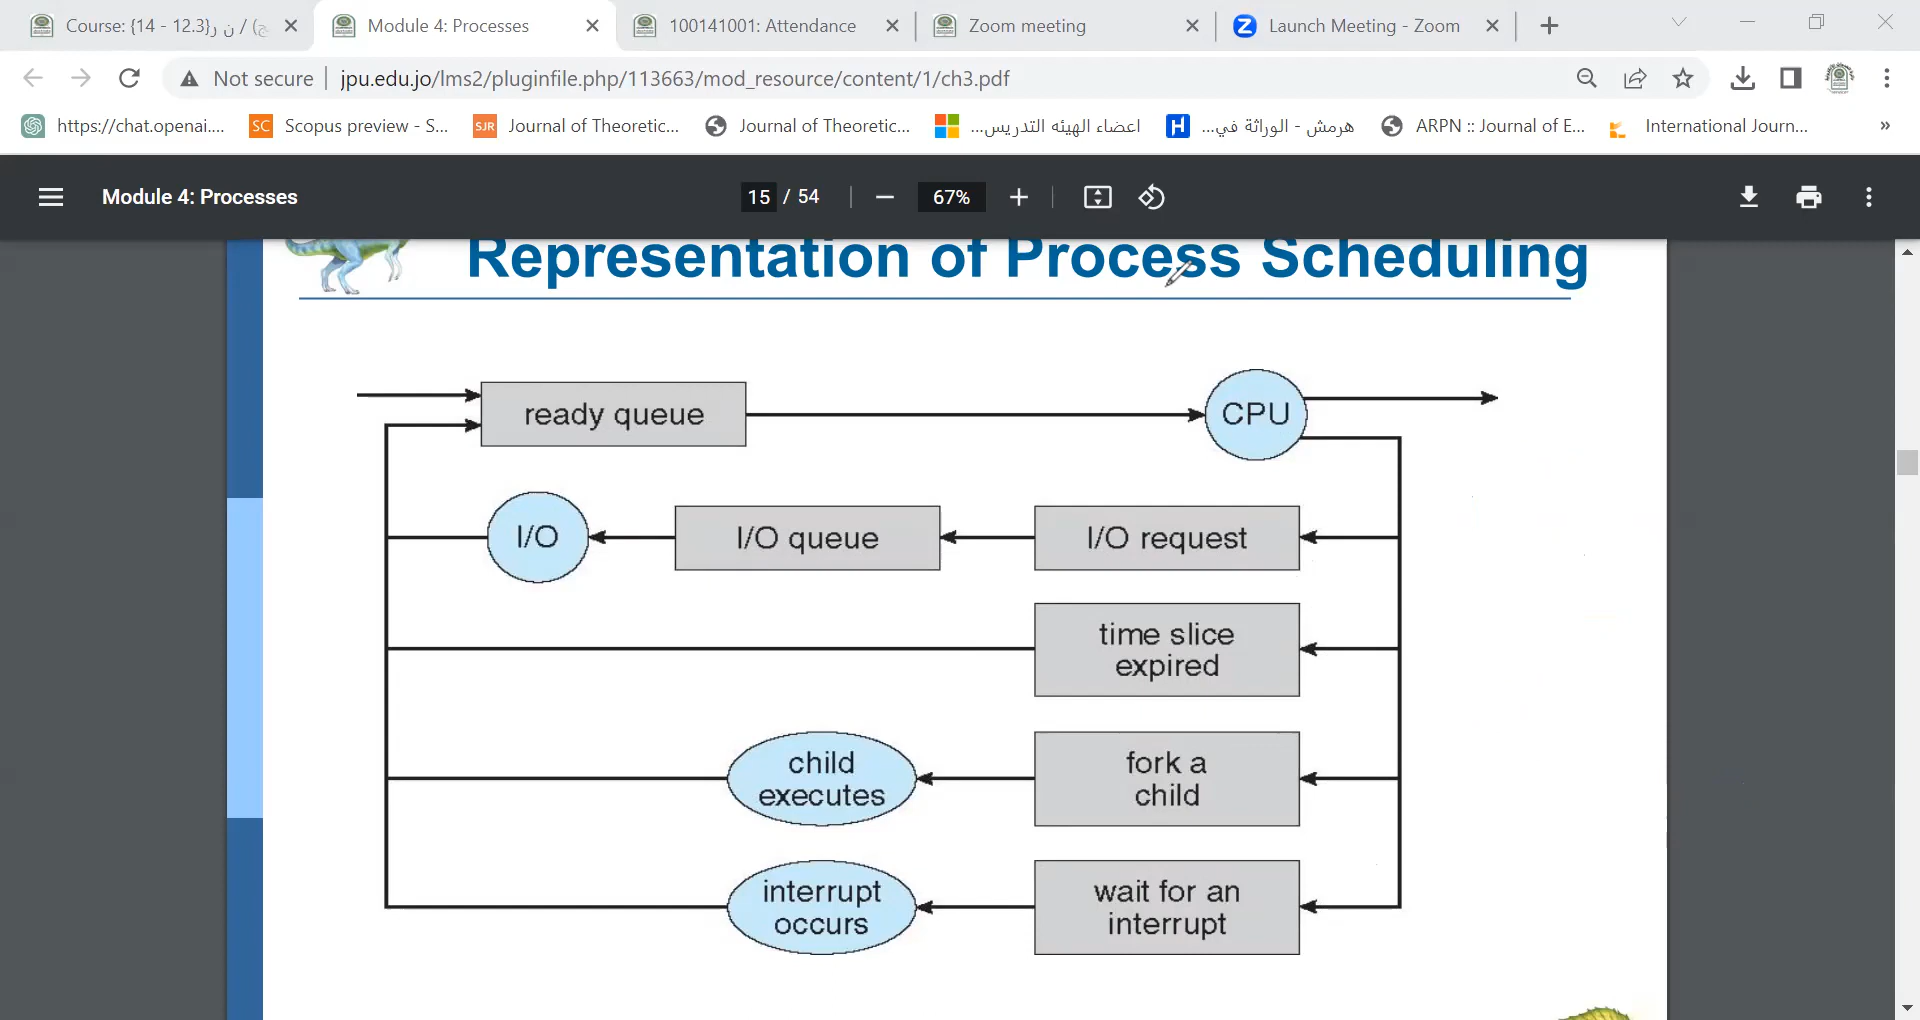 Course: {14 - 12.3}ن ر / (ج
Module 4: Processes
100141001: Attendance
Zoom meeting
Launch Meeting - Zoom
Not secure
jpu.edu.jo/lms2/pluginfile.php/113663/mod_resource/content/1/ch3.pdf
https://chat.openai....
SC
Scopus preview - S...
SJR
Journal of Theoretic...
Journal of Theoretic...
اعضاء الهيئه التدريس...
H
هرمش - الوراثة في...
ARPN :: Journal of E...
International Journ...
»
Module 4: Processes
15 / 54
67%
Representation of Process Scheduling
ready queue
CPU
I/O
I/O queue
I/O request
time slice
expired
child
executes
fork a
child
interrupt
occurs
wait for an
interrupt